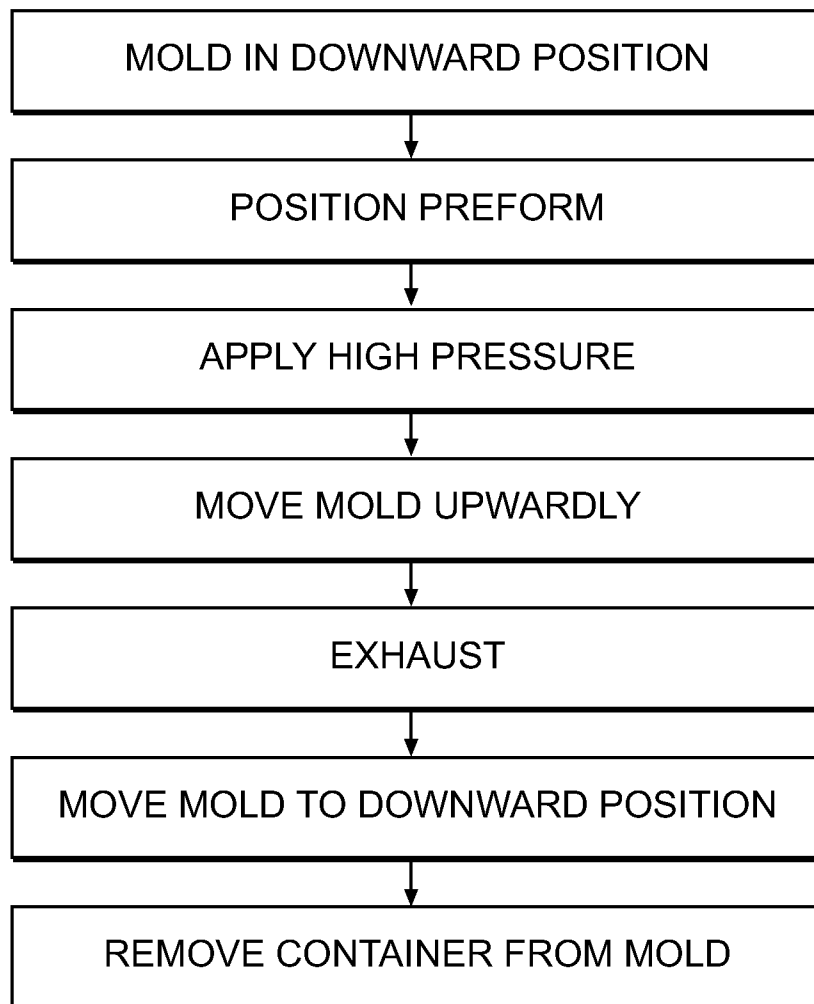 MOLD IN DOWNWARD POSITION
POSITION PREFORM
APPLY HIGH PRESSURE
MOVE MOLD UPWARDLY
EXHAUST
MOVE MOLD TO DOWNWARD POSITION
REMOVE CONTAINER FROM MOLD